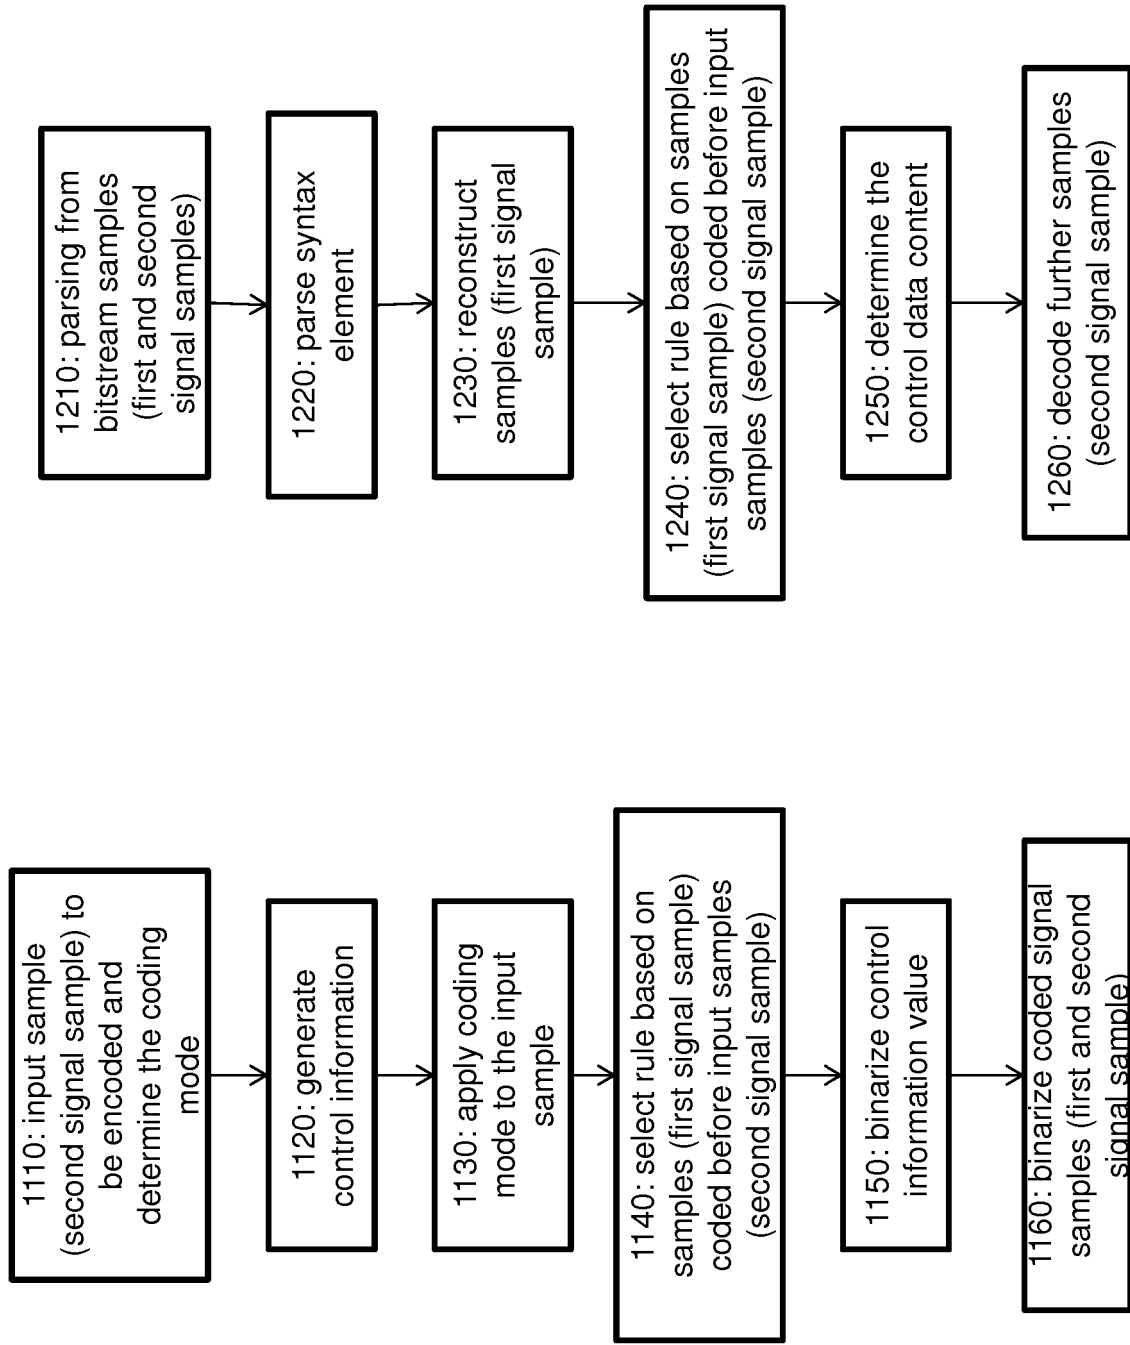 1110: input sample
(second signal sample) to
be encoded and
determine the coding
mode
1120: generate
control information
1130: apply coding
mode to the input
sample
1140: select rule based on
samples (first signal sample)
coded before input samples
(second signal sample)
1150: binarize control
information value
1160: binarize coded signal
samples (first and second
signal sample)
1210: parsing from
bitstream samples
(first and second
signal samples)
1220: parse syntax
element
1230: reconstruct
samples (first signal
sample)
1240: select rule based on samples
(first signal sample) coded before input
samples (second signal sample)
1250: determine the
control data content
1260: decode further samples
(second signal sample)